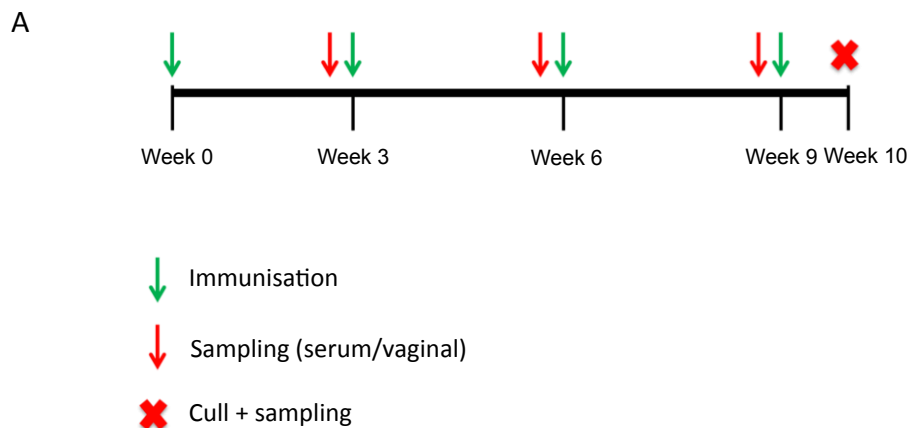 A
Week 0 Week 3 Week 6 Week 9 Week 10
Immunisation
Sampling (serum/vaginal)
Cull + sampling